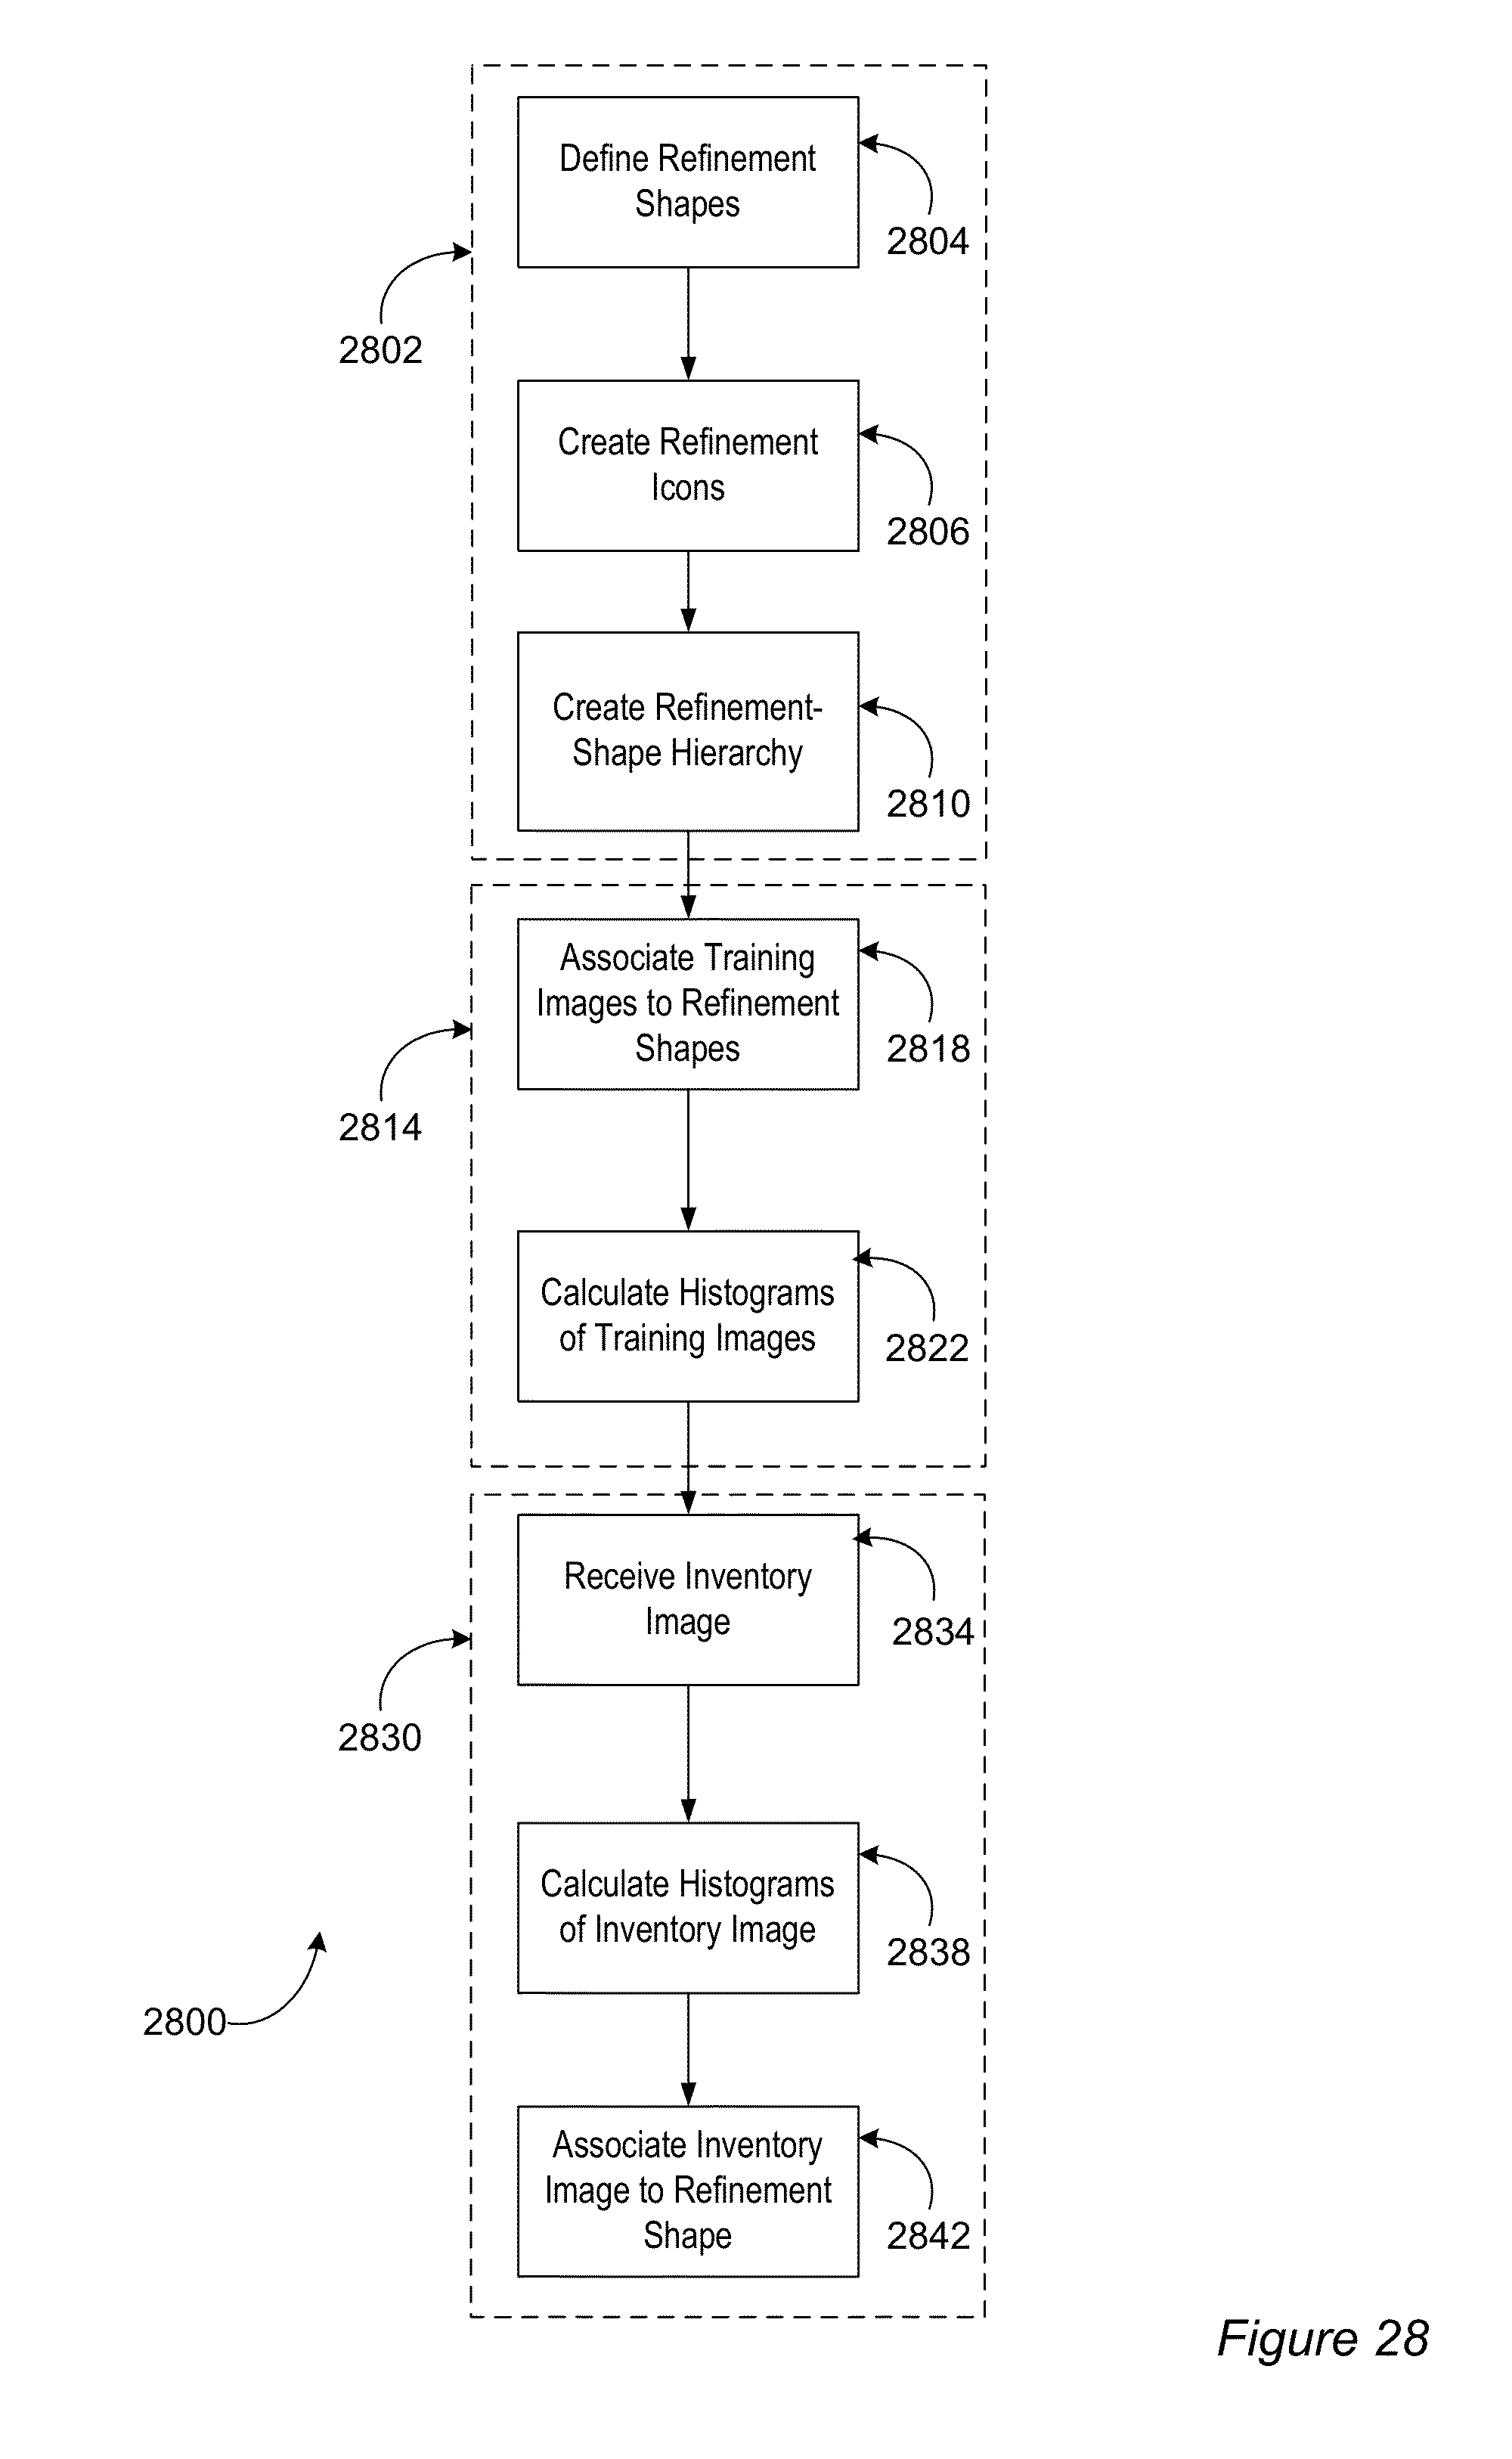 Define Refinement
Shapes
2804
2802
Create Refinement
Icons
2806
Create Refinement-
Shape Hierarchy
2810
Associate Training
Images to Refinement
Shapes
2818
2814
Calculate Histograms
of Training Images
2822
Receive Inventory
Image
2834
2830
Calculate Histograms
of Inventory Image
2838
2800
Associate Inventory
Image to Refinement
Shape
2842
Figure 28